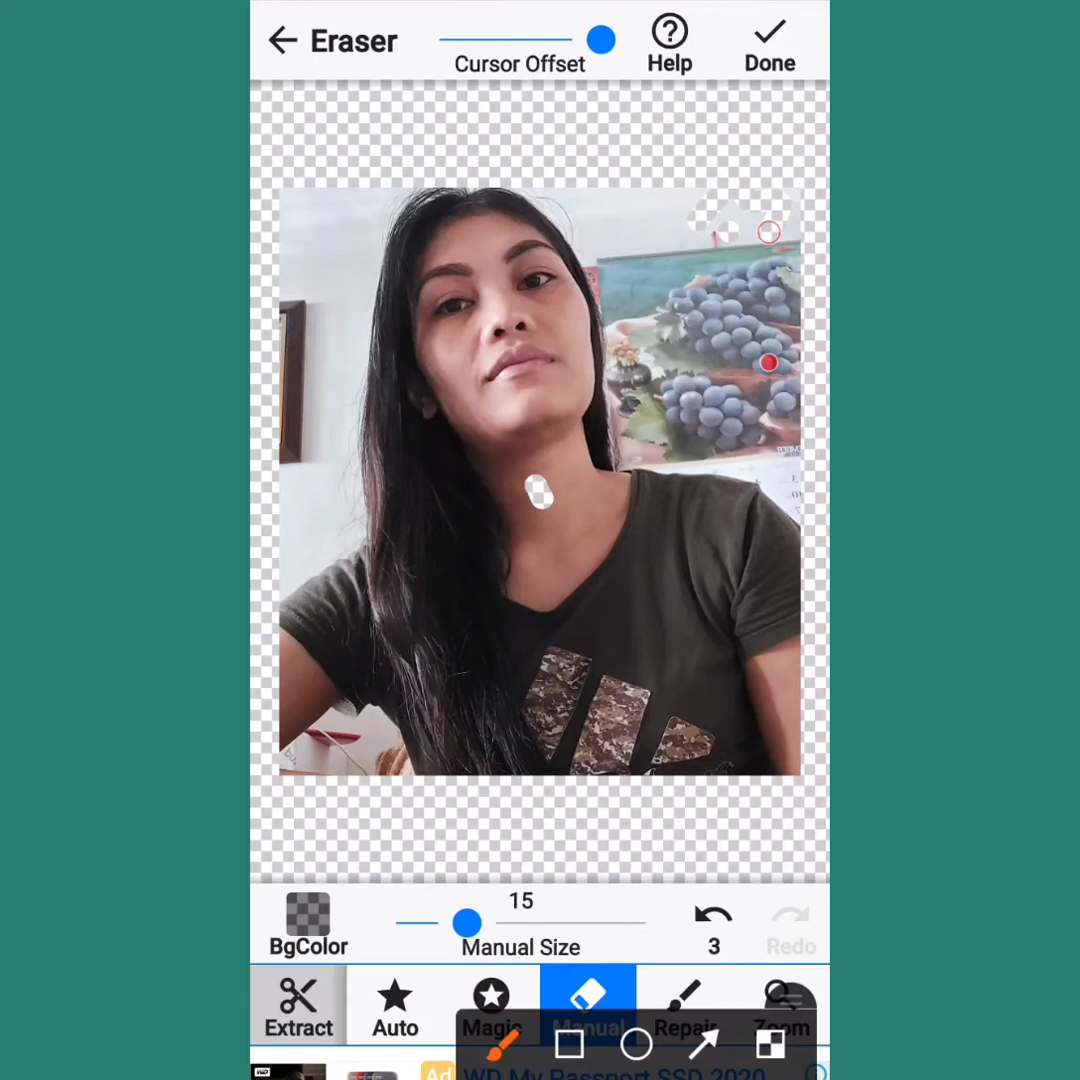 Eraser
Cursor Offset
Help
Done
15
BgColor
Manual Size
3
Redo
Extract
Auto
Magic
Manual
Repair
Zoom
WD
Ad
WD My Passport SSD 2020